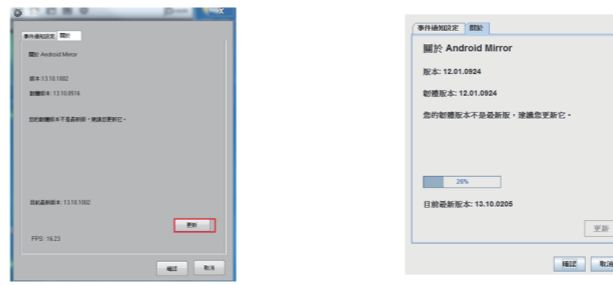 事件通知設定 關於
關於 Android Mirror
版本:13.10.1002
韌體版本: 13.10.0514
您的韌體版本不是最新版，建議您更新它。
目前最新版本: 13.10.1002
更新
FPS: 16.23
確認 取消
事件通知設定 關於
關於 Android Mirror
版本: 12.01.0924
韌體版本: 12.01.0924
您的韌體版本不是最新版，建議您更新它。
26%
目前最新版本: 13.10.0205
更新
確認 取消